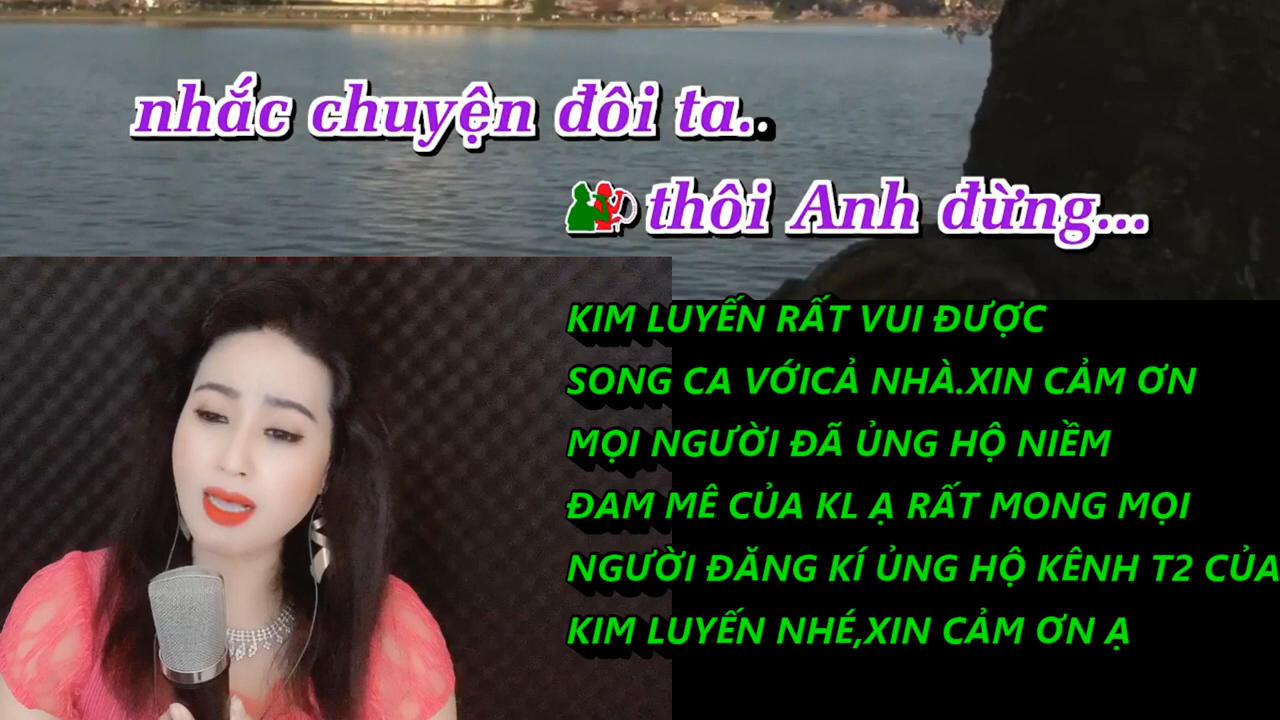 nhắc chuyện đôi ta..
thôi Anh đừng...
KIM LUYẾN RẤT VUI ĐƯỢC
SONG CA VỚICẢ NHÀ.XIN CẢM ƠN
MỌI NGƯỜI ĐÃ ỦNG HỘ NIỀM
ĐAM MÊ CỦA KL Ạ RẤT MONG MỌI
NGƯỜI ĐĂNG KÍ ỦNG HỘ KÊNH T2 CỦA
KIM LUYẾN NHÉ,XIN CẢM ƠN Ạ